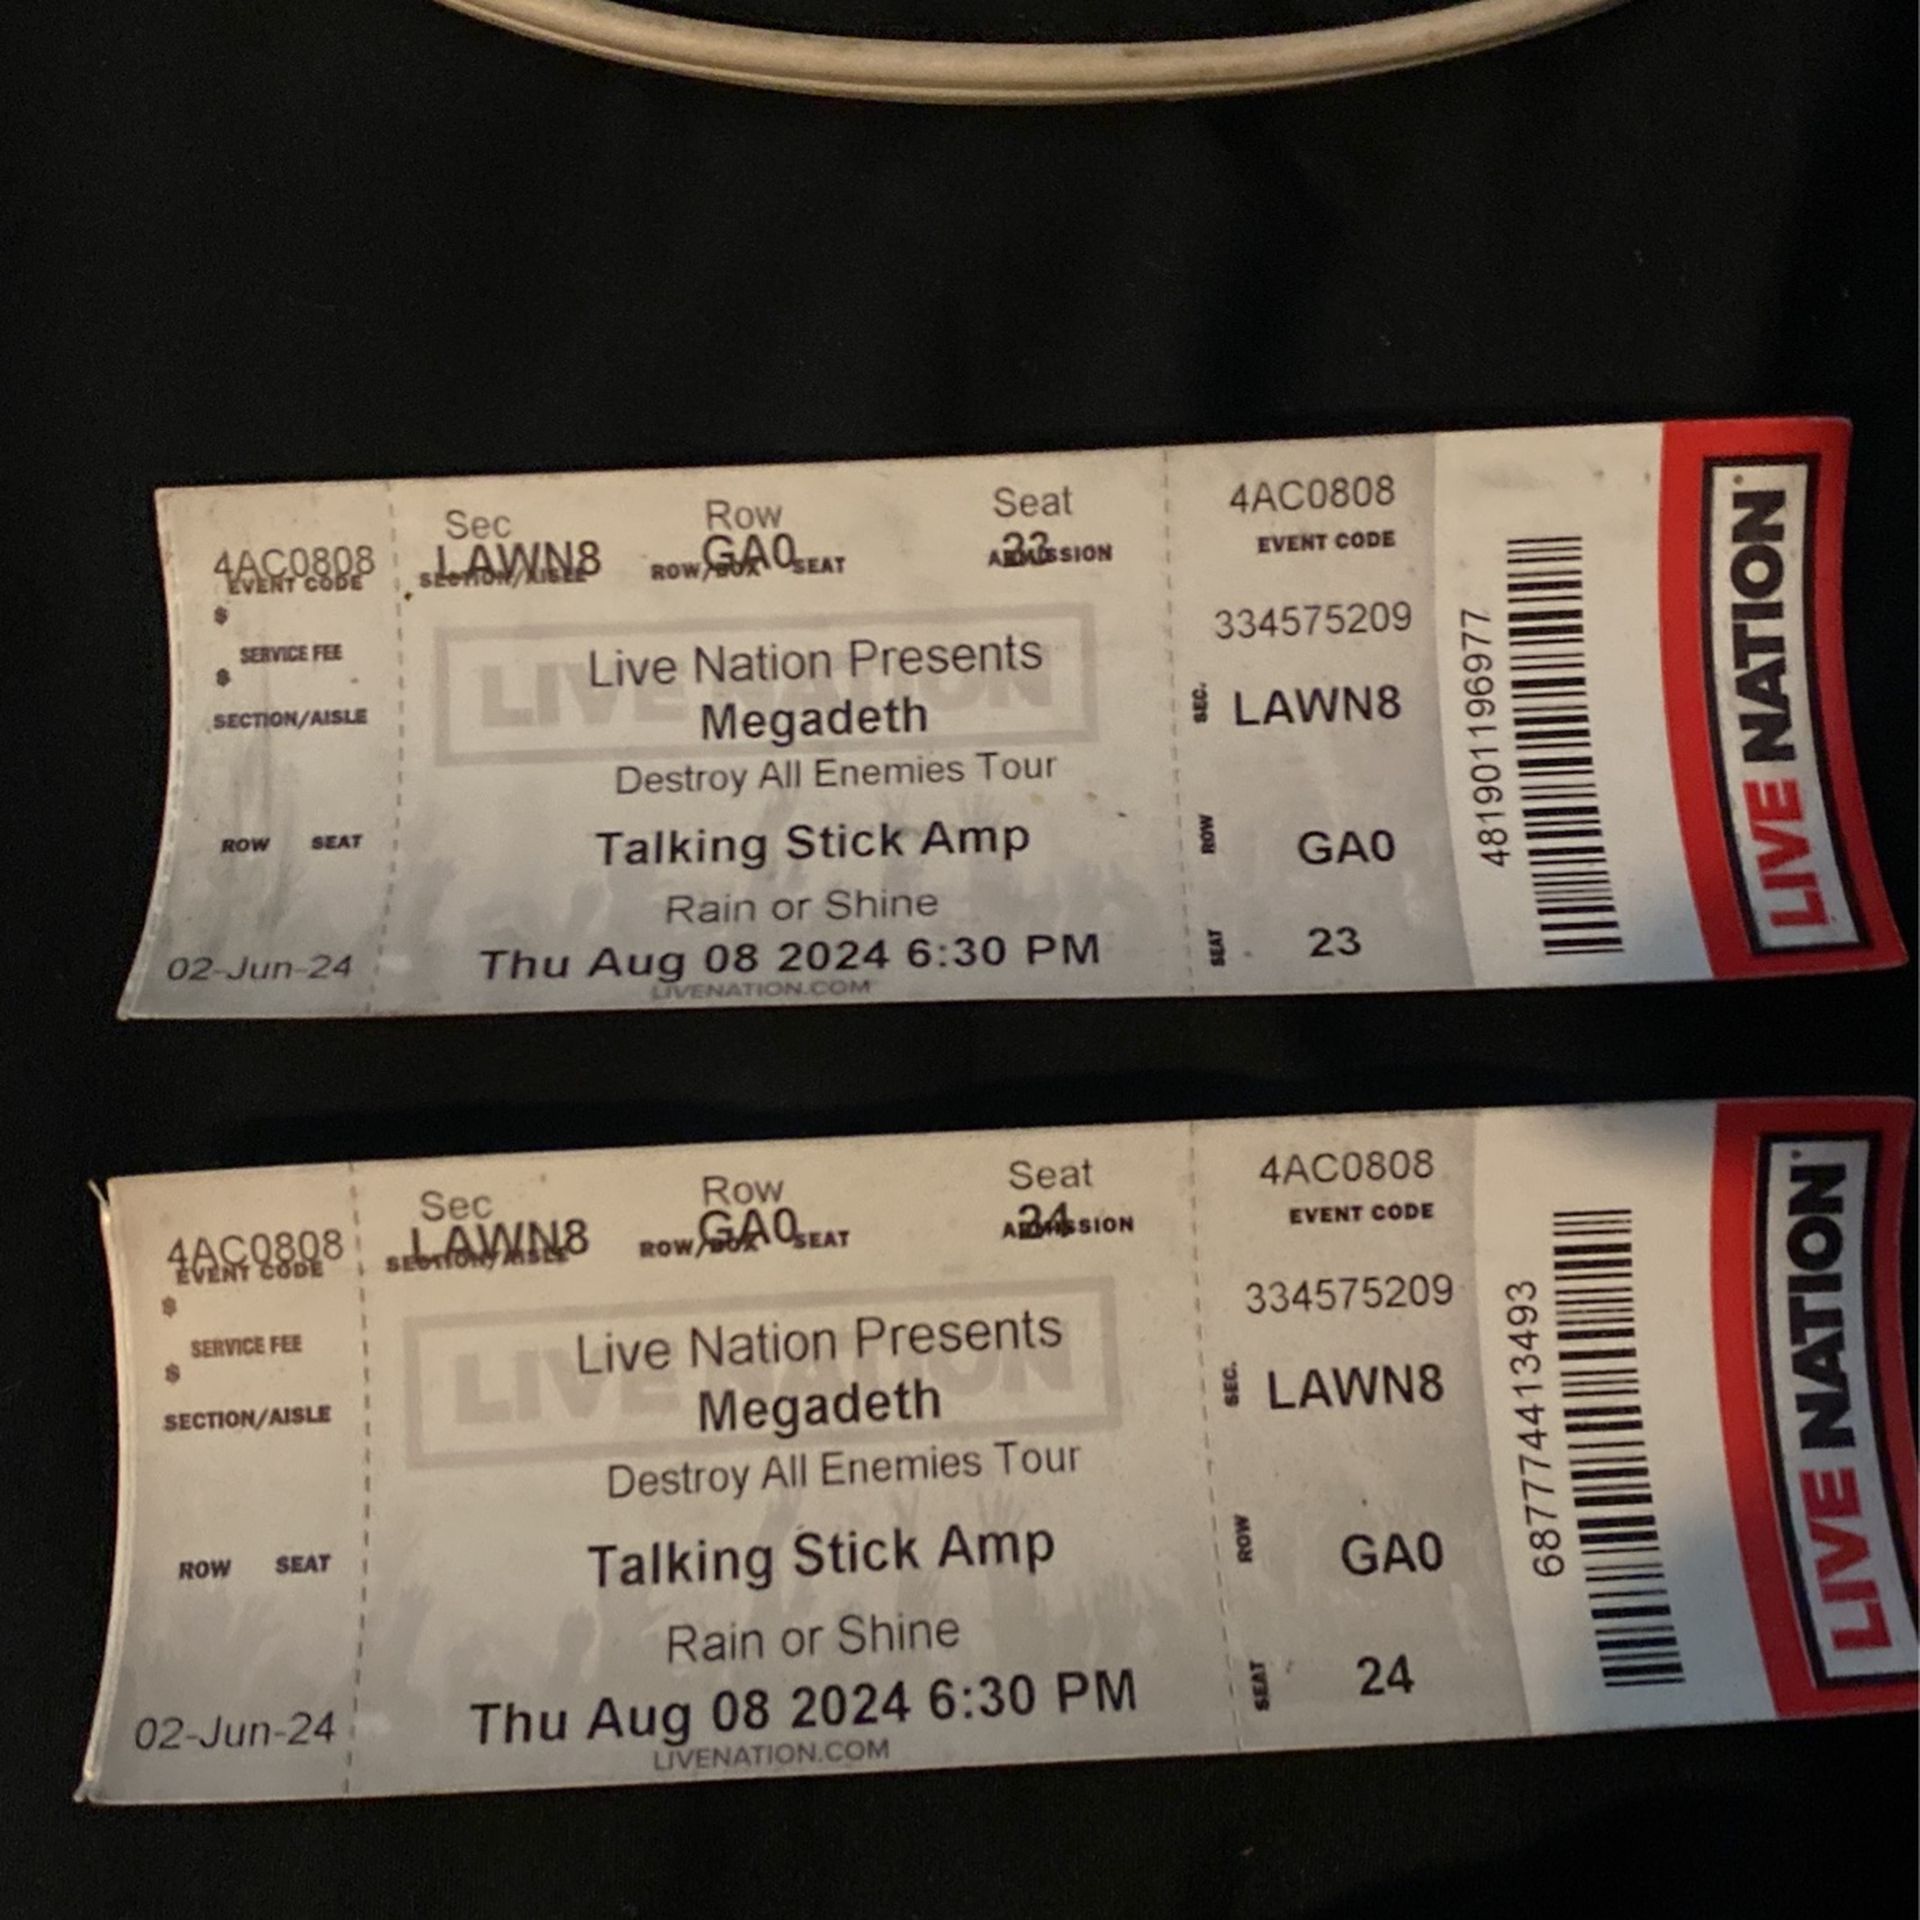 4AC0808
EVENT CODE
$
SERVICE FEE
$
SECTION/AISLE
ROW SEAT
02-Jun-24
Sec Row Seat
LAWN8 GA0 23
SECTION/AISLE ROW/BOX SEAT ADMISSION
LIVE NATION
Live Nation Presents
Megadeth
Destroy All Enemies Tour
Talking Stick Amp
Rain or Shine
Thu Aug 08 2024 6:30 PM
LIVENATION.COM
4AC0808
EVENT CODE
334575209
SEC. LAWN8
ROW GA0
SEAT 23
481901196977
LIVE NATION
4AC0808
EVENT CODE
$
SERVICE FEE
$
SECTION/AISLE
ROW SEAT
02-Jun-24
Sec Row Seat
LAWN8 GA0 24
SECTION/AISLE ROW/BOX SEAT ADMISSION
LIVE NATION
Live Nation Presents
Megadeth
Destroy All Enemies Tour
Talking Stick Amp
Rain or Shine
Thu Aug 08 2024 6:30 PM
LIVENATION.COM
4AC0808
EVENT CODE
334575209
SEC. LAWN8
ROW GA0
SEAT 24
687774413493
LIVE NATION